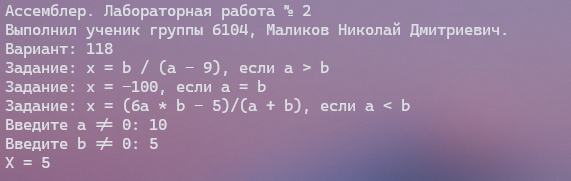 Ассемблер. Лабораторная работа № 2
Выполнил ученик группы 6104, Маликов Николай Дмитриевич.
Вариант: 118
Задание: x = b / (a - 9), если a > b
Задание: x = -100, если a = b
Задание: x = (6a * b - 5)/(a + b), если a < b
Введите a != 0: 10
Введите b != 0: 5
X = 5